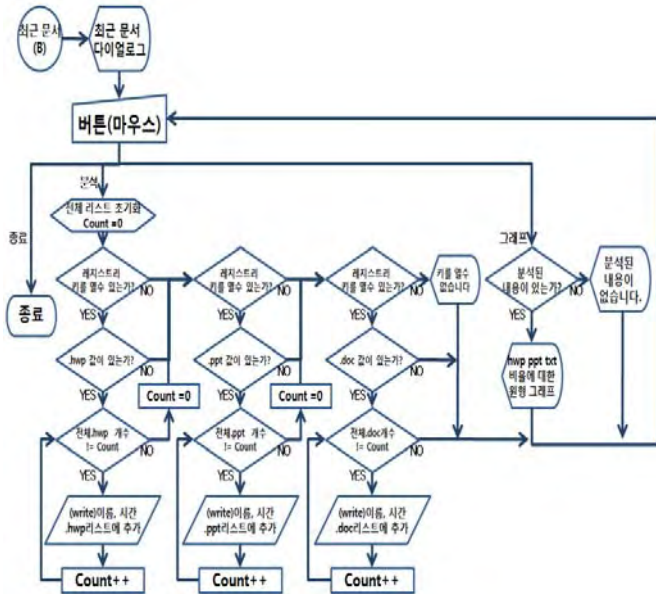 최근 문서
(B)
최근 문서
다이얼로그
버튼(마우스)
분석
종료
그래프
전체 리스트 초기화
Count =0
종료
레지스트리
키를 열수 있는가?
NO
YES
레지스트리
키를 열수 있는가?
NO
YES
레지스트리
키를 열수 있는가?
NO
YES
키를 열수
없습니다
분석된
내용이 있는가?
NO
YES
분석된
내용이
없습니다.
.hwp 값이 있는가?
NO
YES
.ppt 값이 있는가?
NO
YES
.doc 값이 있는가?
NO
YES
hwp ppt txt
비율에 대한
원형 그래프
Count =0
Count =0
전체.hwp 개수
!= Count
NO
YES
전체.ppt 개수
!= Count
NO
YES
전체.doc개수
!= Count
NO
YES
(write)이름, 시간
.hwp리스트에 추가
(write)이름, 시간
.ppt리스트에 추가
(write)이름, 시간
.doc리스트에 추가
Count++
Count++
Count++